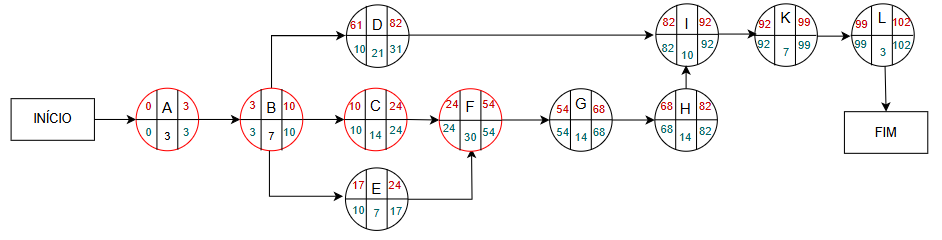 INÍCIO
0 A 3
0 3 3
3 B 10
3 7 10
61 D 82
10 21 31
10 C 24
10 14 24
17 E 24
10 7 17
24 F 54
24 30 54
54 G 68
54 14 68
68 H 82
68 14 82
82 I 92
82 10 92
92 K 99
92 7 99
99 L 102
99 3 102
FIM